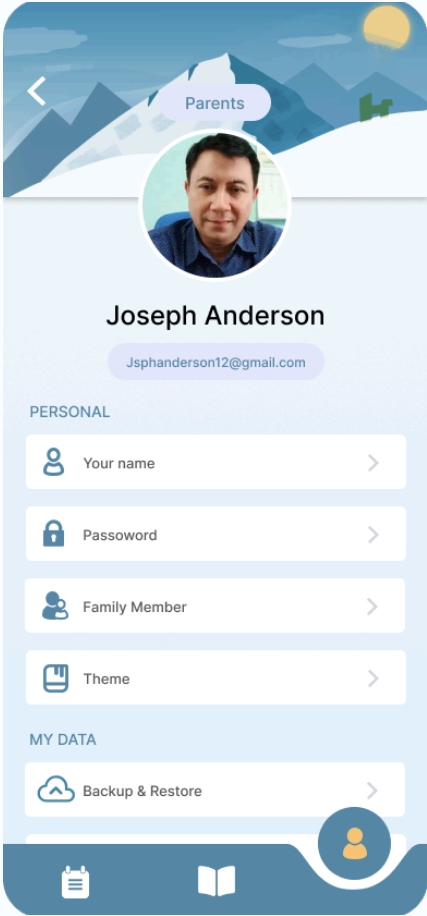 Parents
Joseph Anderson
Jsphanderson12@gmail.com
PERSONAL
Your name
Passoword
Family Member
Theme
MY DATA
Backup & Restore